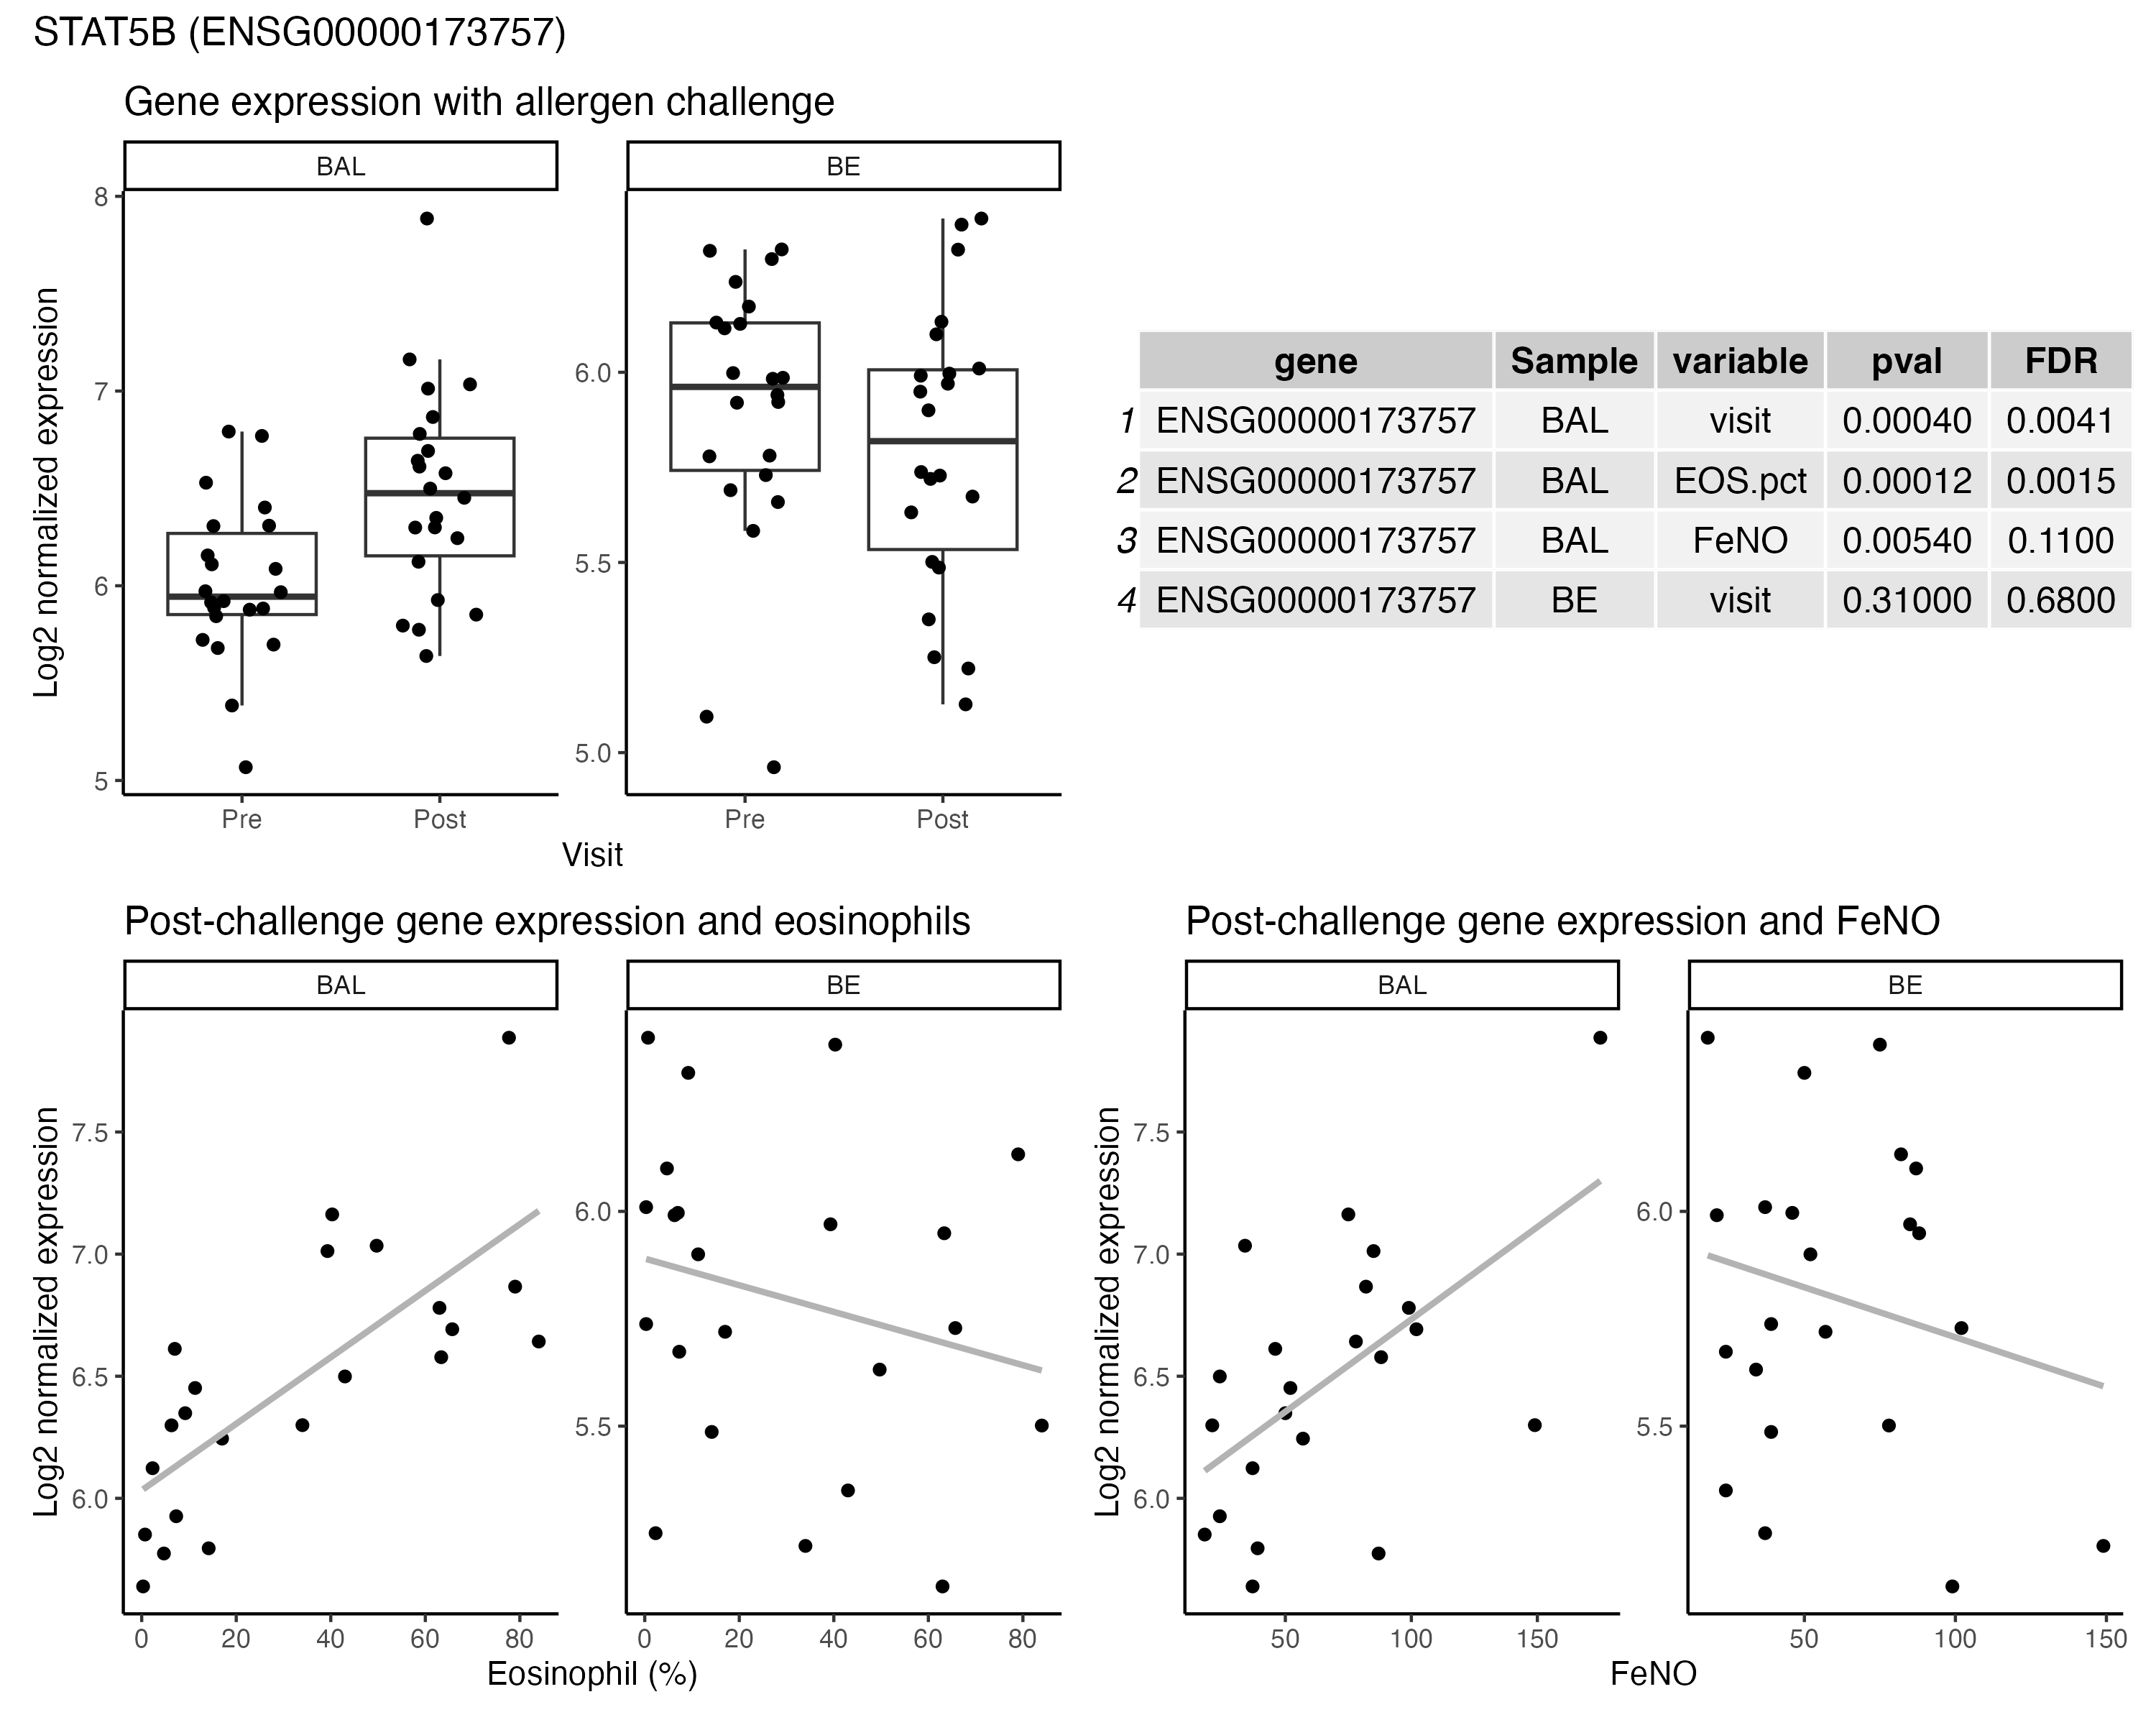 STAT5B (ENSG00000173757)
Gene expression with allergen challenge
BAL
BE
Log2 normalized expression
8
7
6
5
6.0
5.5
5.0
Pre
Post
Pre
Post
Visit
gene Sample variable pval FDR
1 ENSG00000173757 BAL visit 0.00040 0.0041
2 ENSG00000173757 BAL EOS.pct 0.00012 0.0015
3 ENSG00000173757 BAL FeNO 0.00540 0.1100
4 ENSG00000173757 BE visit 0.31000 0.6800
Post-challenge gene expression and eosinophils
BAL
BE
Log2 normalized expression
7.5
7.0
6.5
6.0
6.0
5.5
0 20 40 60 80
0 20 40 60 80
Eosinophil (%)
Post-challenge gene expression and FeNO
BAL
BE
Log2 normalized expression
7.5
7.0
6.5
6.0
6.0
5.5
50 100 150
50 100 150
FeNO